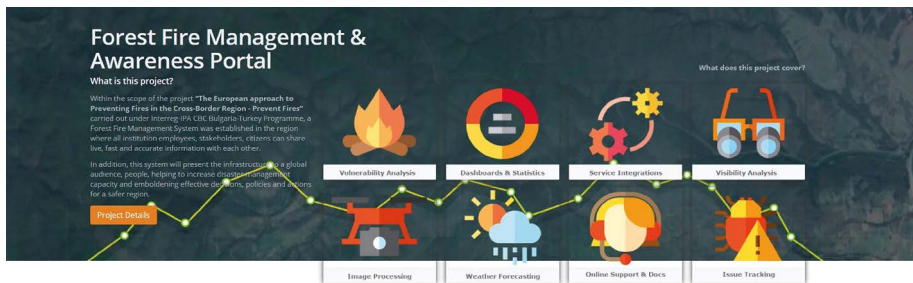 Forest Fire Management &
Awareness Portal
What is this project?
Within the scope of the project "The European approach to
Preventing Fires in the Cross-Border Region - Prevent Fires"
carried out under Interreg-IPA CBC Bulgaria-Turkey Programme, a
Forest Fire Management System was established in the region
where all institution employees, stakeholders, citizens can share
live, fast and accurate information with each other.
In addition, this system will present the infrastructure to a global
audience, people, helping to increase disaster management
capacity and emboldening effective decisions, policies and actions
for a safer region.
Project Details
What does this project cover?
Vulnerability Analysis
Dashboards & Statistics
Service Integrations
Visibility Analysis
Image Processing
Weather Forecasting
Online Support & Docs
Issue Tracking